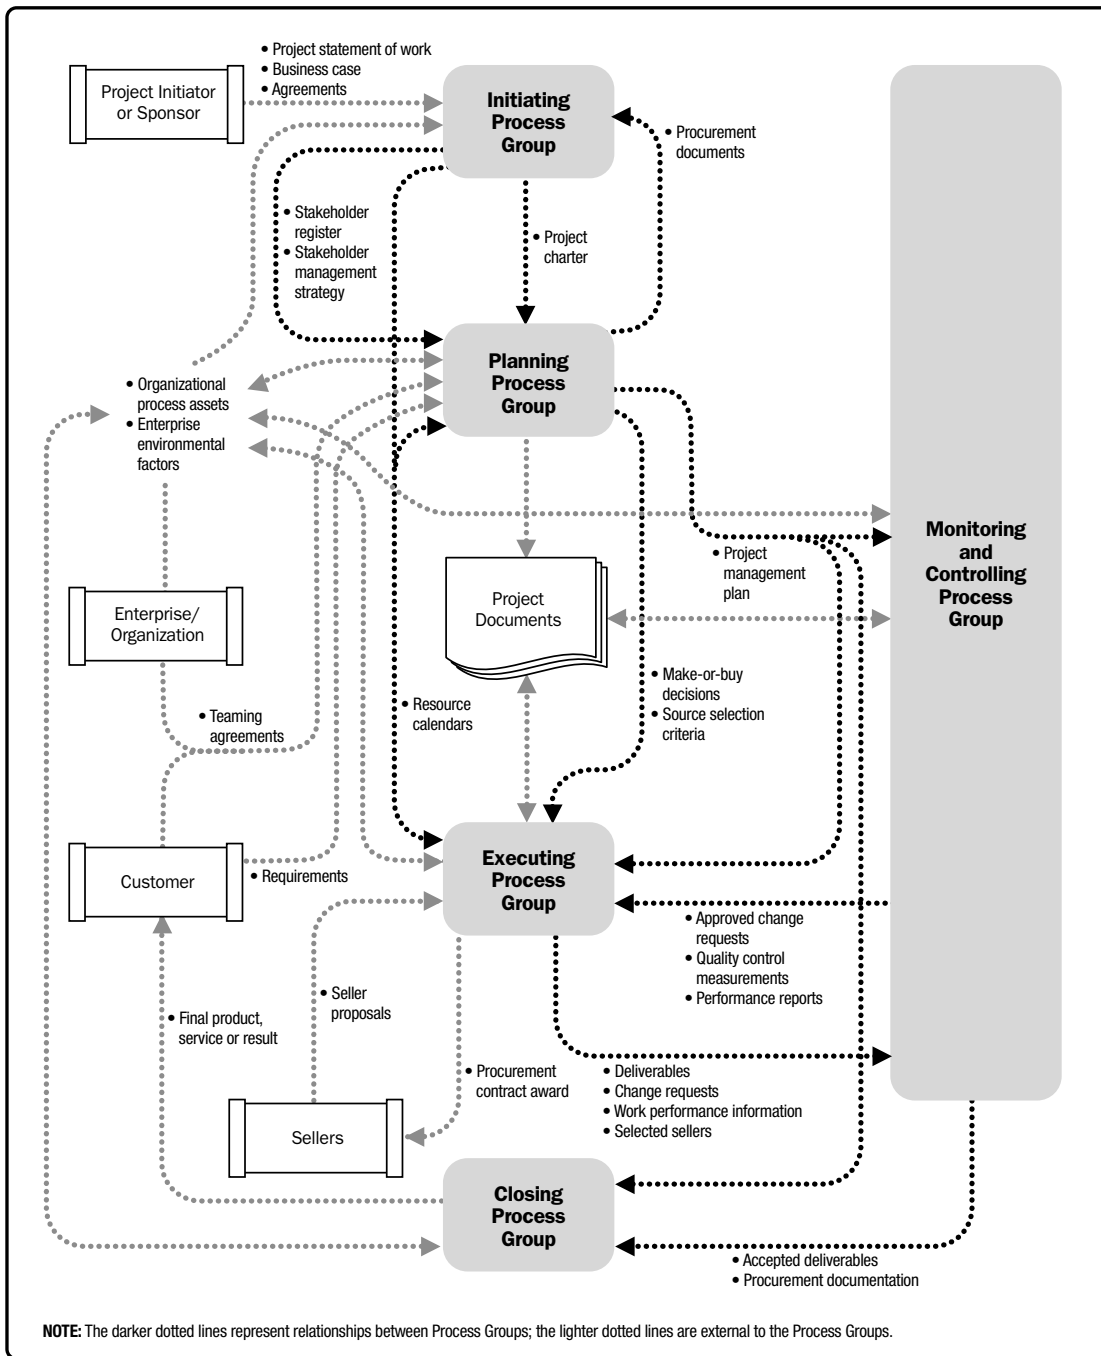 • Project statement of work
• Business case
• Agreements
Project Initiator
or Sponsor
Initiating
Process
Group
• Procurement
documents
• Stakeholder
register
• Stakeholder
management
strategy
• Project
charter
Planning
Process
Group
• Organizational
process assets
• Enterprise
environmental
factors
Monitoring
and
Controlling
Process
Group
• Project
management
plan
Project
Documents
Enterprise/
Organization
• Make-or-buy
decisions
• Source selection
criteria
• Resource
calendars
• Teaming
agreements
Executing
Process
Group
Customer
• Requirements
• Approved change
requests
• Quality control
measurements
• Performance reports
• Seller
proposals
• Final product,
service or result
• Procurement
contract award
• Deliverables
• Change requests
• Work performance information
• Selected sellers
Sellers
Closing
Process
Group
• Accepted deliverables
• Procurement documentation
NOTE: The darker dotted lines represent relationships between Process Groups; the lighter dotted lines are external to the Process Groups.